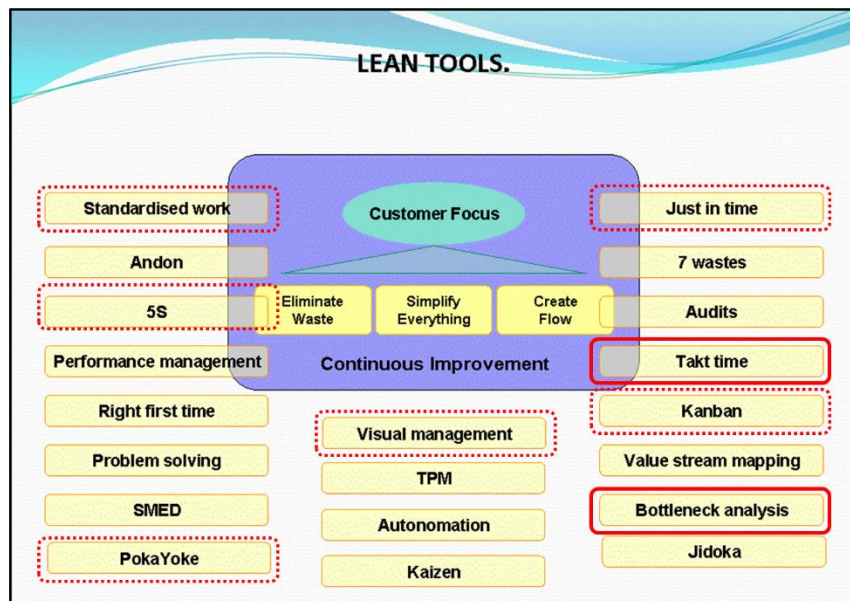 LEAN TOOLS.
Standardised work
Andon
5S
Performance management
Right first time
Problem solving
SMED
PokaYoke
Customer Focus
Eliminate
Waste
Simplify
Everything
Create
Flow
Continuous Improvement
Visual management
TPM
Autonomation
Kaizen
Just in time
7 wastes
Audits
Takt time
Kanban
Value stream mapping
Bottleneck analysis
Jidoka